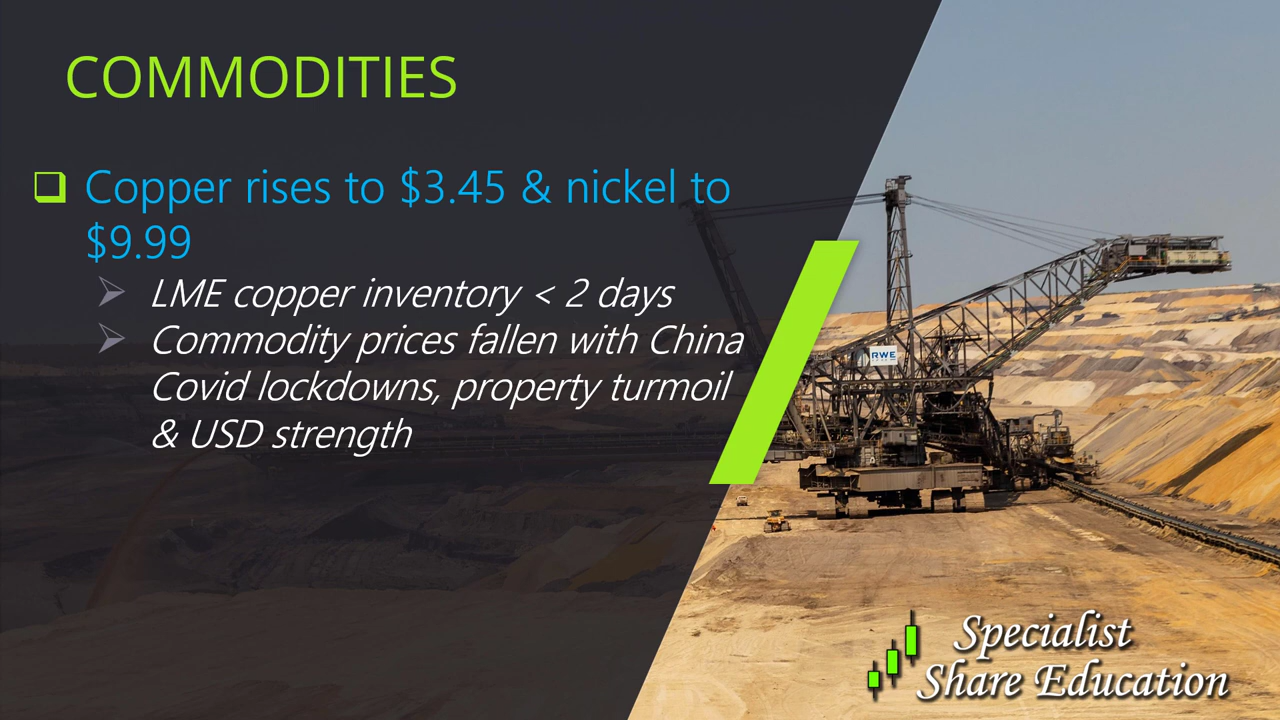 COMMODITIES
Copper rises to $3.45 & nickel to
$9.99
LME copper inventory < 2 days
Commodity prices fallen with China
Covid lockdowns, property turmoil
& USD strength
RWE
Specialist
Share Education